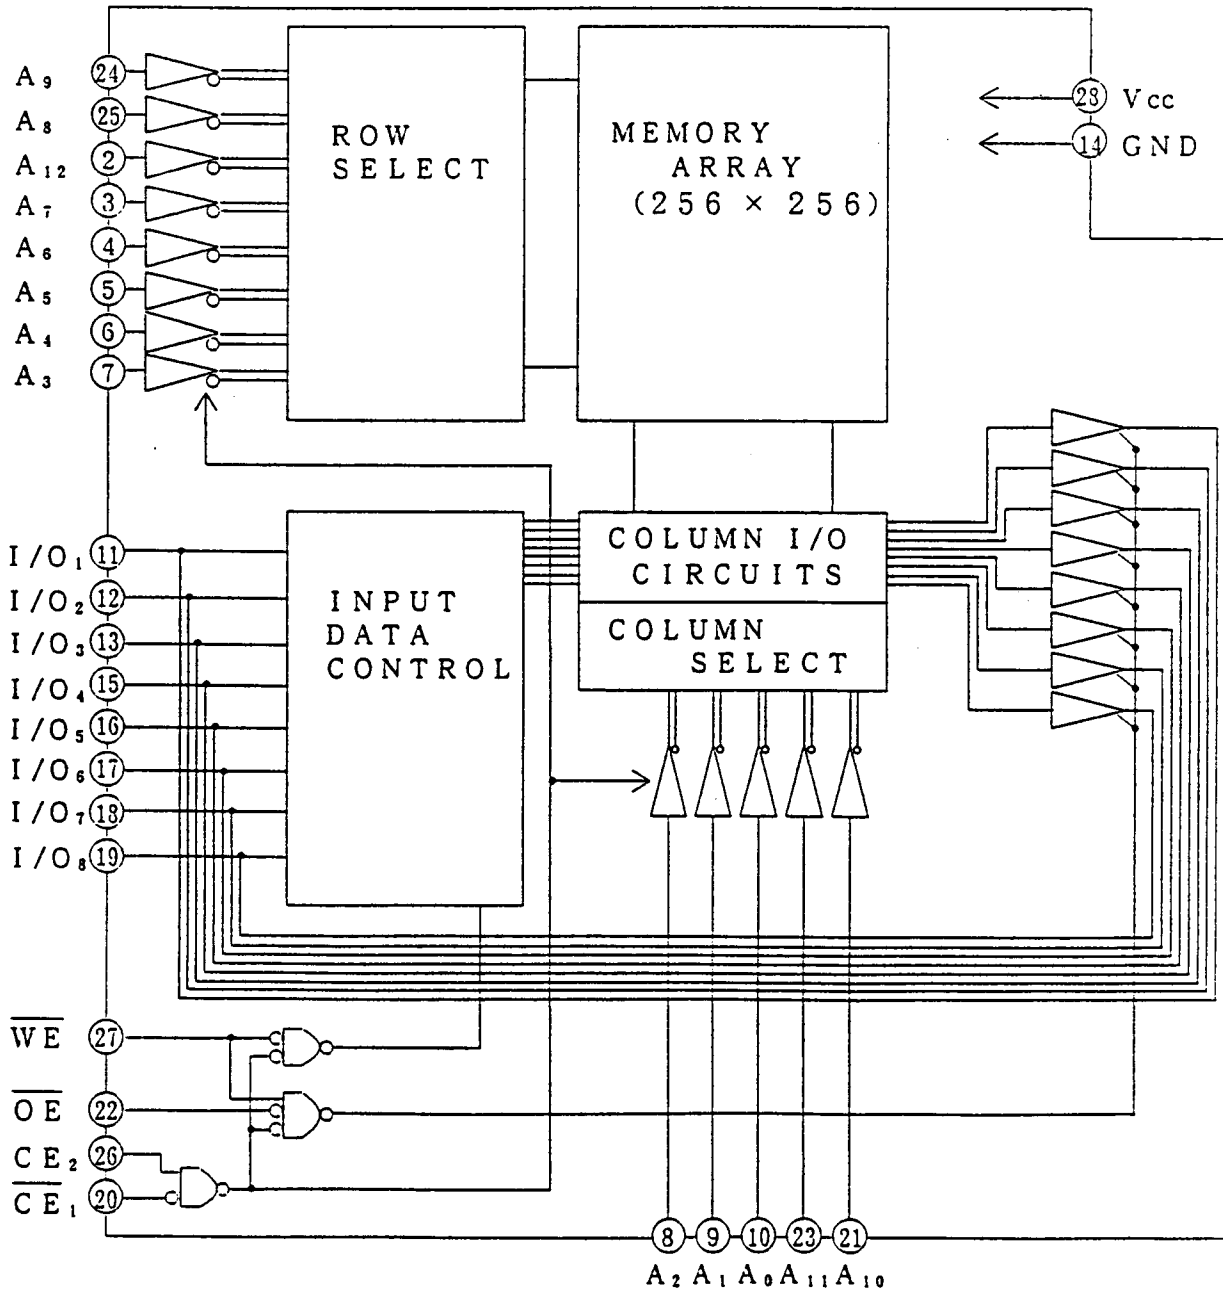 A₉ 24
A₈ 25
A₁₂ 2
A₇ 3
A₆ 4
A₅ 5
A₄ 6
A₃ 7
ROW
SELECT
MEMORY
ARRAY
(256 × 256)
28 Vcc
14 GND
I/O₁ 11
I/O₂ 12
I/O₃ 13
I/O₄ 15
I/O₅ 16
I/O₆ 17
I/O₇ 18
I/O₈ 19
INPUT
DATA
CONTROL
COLUMN I/O
CIRCUITS
COLUMN
SELECT
W̅E̅ 27
O̅E̅ 22
CE₂ 26
C̅E̅₁ 20
8 9 10 23 21
A₂ A₁ A₀ A₁₁ A₁₀